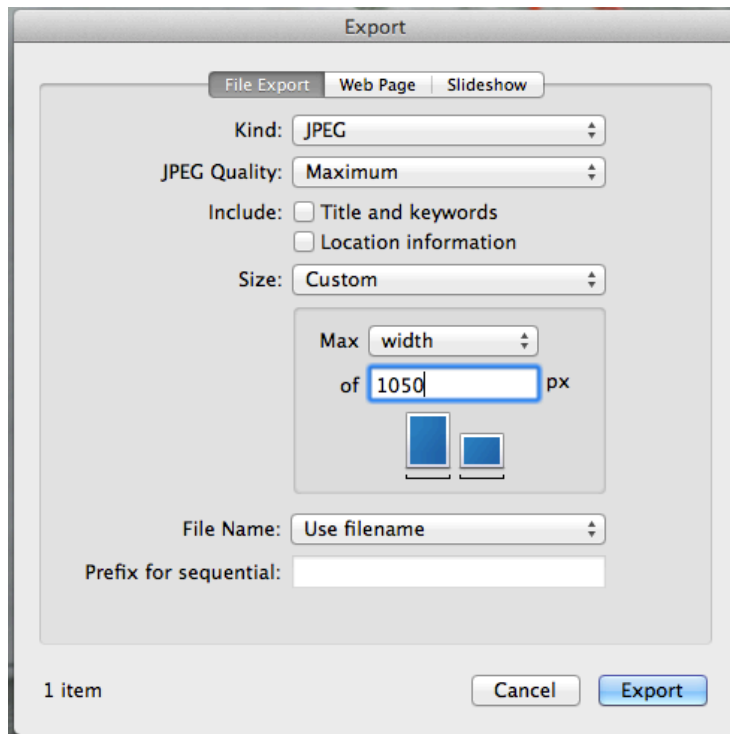 Export
File Export Web Page Slideshow
Kind: JPEG
JPEG Quality: Maximum
Include: Title and keywords
Location information
Size: Custom
Max width
of 1050 px
File Name: Use filename
Prefix for sequential:
1 item Cancel Export